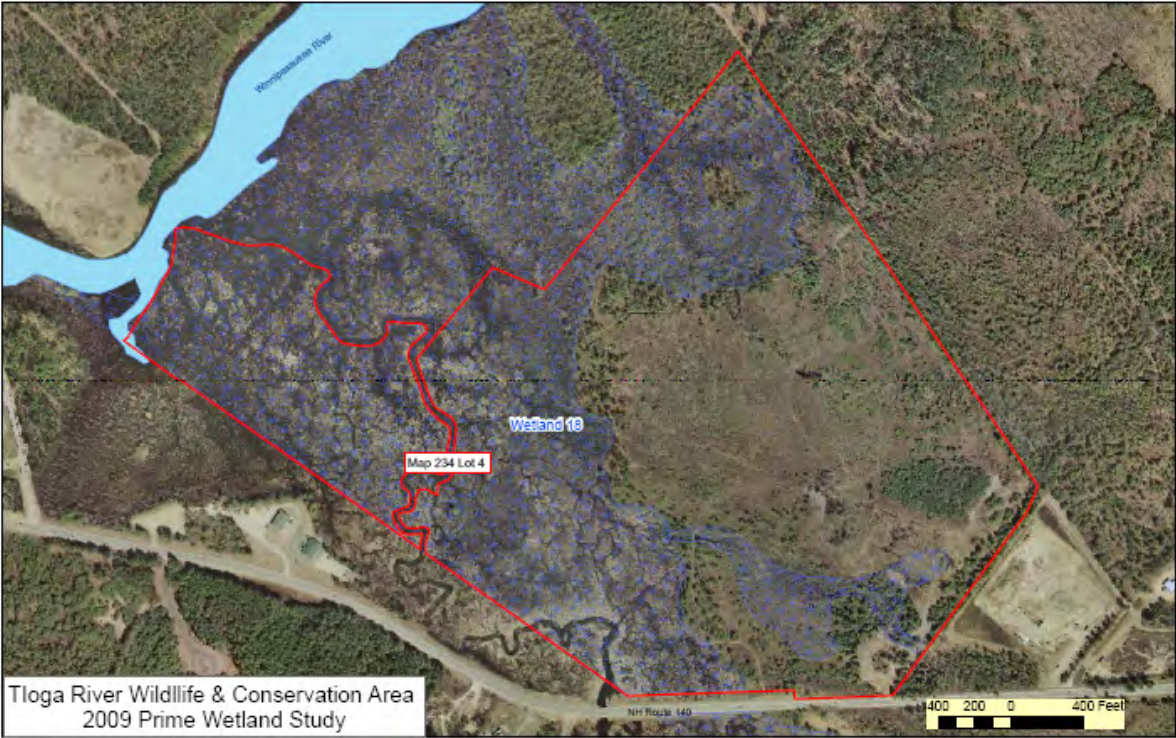 Winnipesaukee River
Wetland 18
Map 234 Lot 4
TIoga River WildlIfe & Conservation Area
2009 Prime Wetland Study
NH Route 140
400 200 0 400 Feet